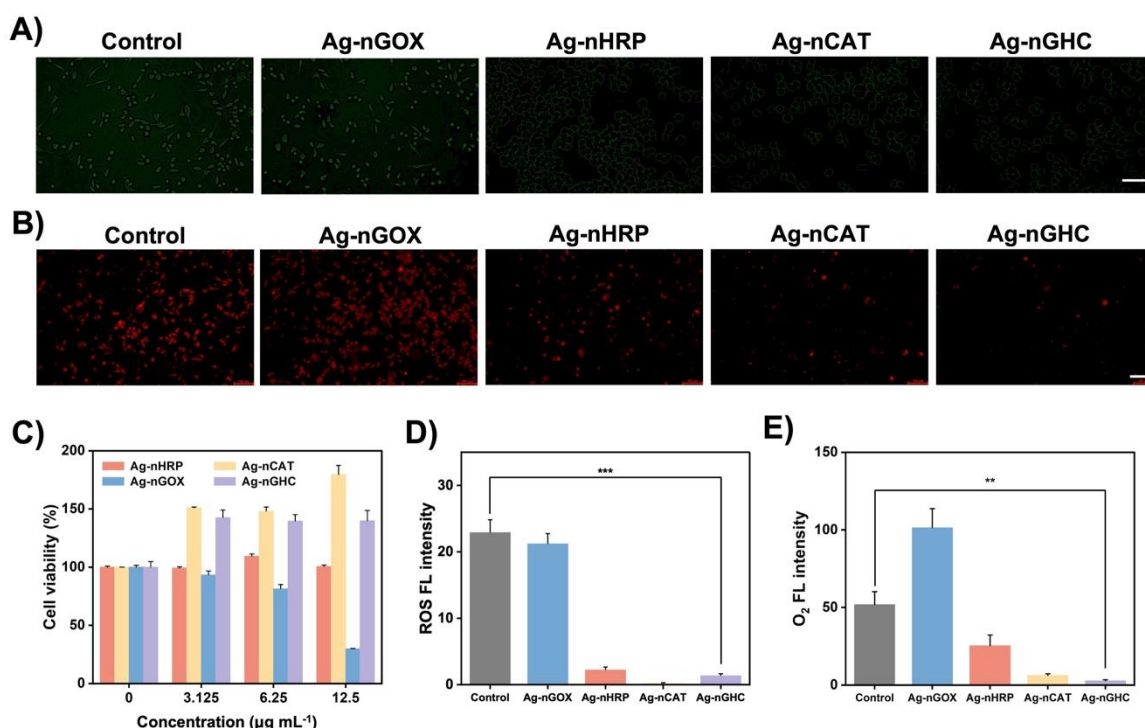 A)
Control Ag-nGOX Ag-nHRP Ag-nCAT Ag-nGHC
B)
Control Ag-nGOX Ag-nHRP Ag-nCAT Ag-nGHC
C)
Cell viability (%)
200
150
100
50
0
Ag-nHRP Ag-nCAT
Ag-nGOX Ag-nGHC
0 3.125 6.25 12.5
Concentration (µg mL⁻¹)
D)
ROS FL intensity
30
20
10
0
***
Control Ag-nGOX Ag-nHRP Ag-nCAT Ag-nGHC
E)
O₂ FL intensity
150
100
50
0
**
Control Ag-nGOX Ag-nHRP Ag-nCAT Ag-nGHC